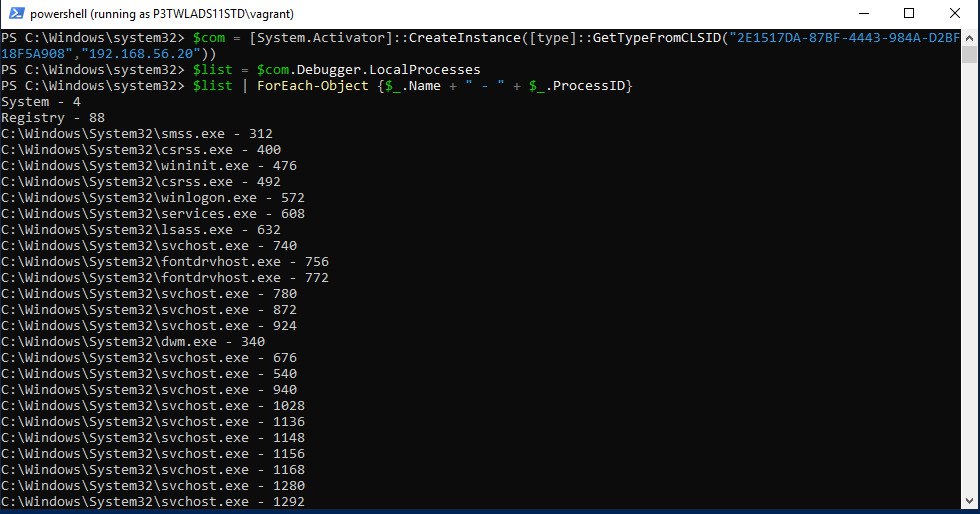 powershell (running as P3TWLADS11STD\vagrant)
PS C:\Windows\system32> $com = [System.Activator]::CreateInstance([type]::GetTypeFromCLSID("2E1517DA-87BF-4443-984A-D2BF
18F5A908","192.168.56.20"))
PS C:\Windows\system32> $list = $com.Debugger.LocalProcesses
PS C:\Windows\system32> $list | ForEach-Object {$_.Name + " - " + $_.ProcessID}
System - 4
Registry - 88
C:\Windows\System32\smss.exe - 312
C:\Windows\System32\csrss.exe - 400
C:\Windows\System32\wininit.exe - 476
C:\Windows\System32\csrss.exe - 492
C:\Windows\System32\winlogon.exe - 572
C:\Windows\System32\services.exe - 608
C:\Windows\System32\lsass.exe - 632
C:\Windows\System32\svchost.exe - 740
C:\Windows\System32\fontdrvhost.exe - 756
C:\Windows\System32\fontdrvhost.exe - 772
C:\Windows\System32\svchost.exe - 780
C:\Windows\System32\svchost.exe - 872
C:\Windows\System32\svchost.exe - 924
C:\Windows\System32\dwm.exe - 340
C:\Windows\System32\svchost.exe - 676
C:\Windows\System32\svchost.exe - 540
C:\Windows\System32\svchost.exe - 940
C:\Windows\System32\svchost.exe - 1028
C:\Windows\System32\svchost.exe - 1136
C:\Windows\System32\svchost.exe - 1148
C:\Windows\System32\svchost.exe - 1156
C:\Windows\System32\svchost.exe - 1168
C:\Windows\System32\svchost.exe - 1280
C:\Windows\System32\svchost.exe - 1292